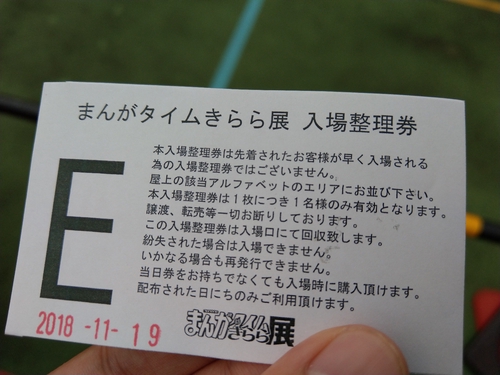 まんがタイムきらら展 入場整理券
E
本入場整理券は先着されたお客様が早く入場される
為の入場整理券ではございません。
屋上の該当アルファベットのエリアにお並び下さい。
本入場整理券は1枚につき1名様のみ有効となります。
譲渡、転売等一切お断りしております。
この入場整理券は入場口にて回収致します。
紛失された場合は入場できません。
いかなる場合も再発行できません。
当日券をお持ちでなくても入場時に購入頂けます。
配布された日にちのみご利用頂けます。
2018 -11- 19
まんがタイムきらら展